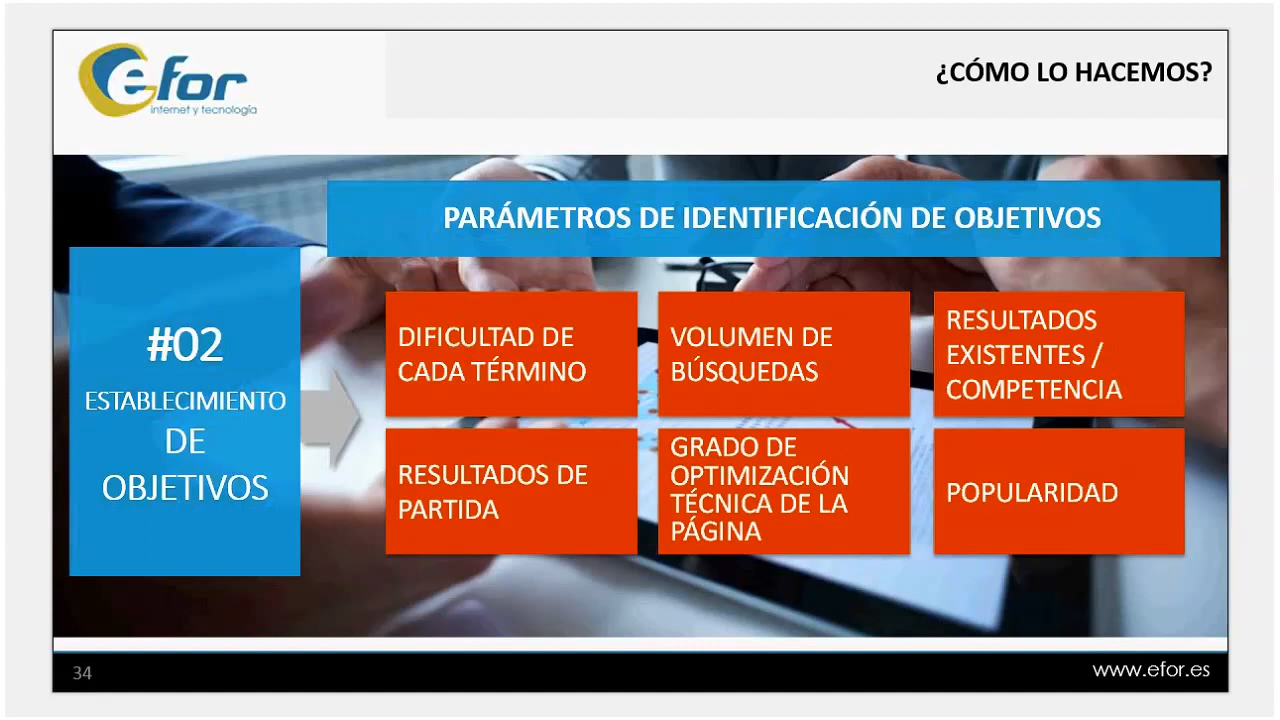 efor
internet y tecnología
¿CÓMO LO HACEMOS?
PARÁMETROS DE IDENTIFICACIÓN DE OBJETIVOS
#02
ESTABLECIMIENTO
DE
OBJETIVOS
DIFICULTAD DE
CADA TÉRMINO
VOLUMEN DE
BÚSQUEDAS
RESULTADOS
EXISTENTES /
COMPETENCIA
RESULTADOS DE
PARTIDA
GRADO DE
OPTIMIZACIÓN
TÉCNICA DE LA
PÁGINA
POPULARIDAD
34
www.efor.es